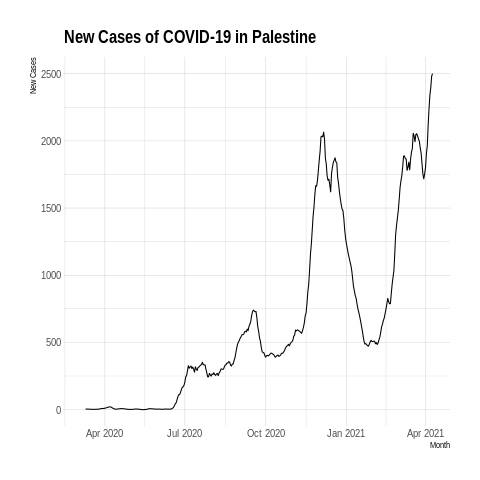 New Cases of COVID-19 in Palestine
New Cases
2500
2000
1500
1000
500
0
Apr 2020 Jul 2020 Oct 2020 Jan 2021 Apr 2021
Month